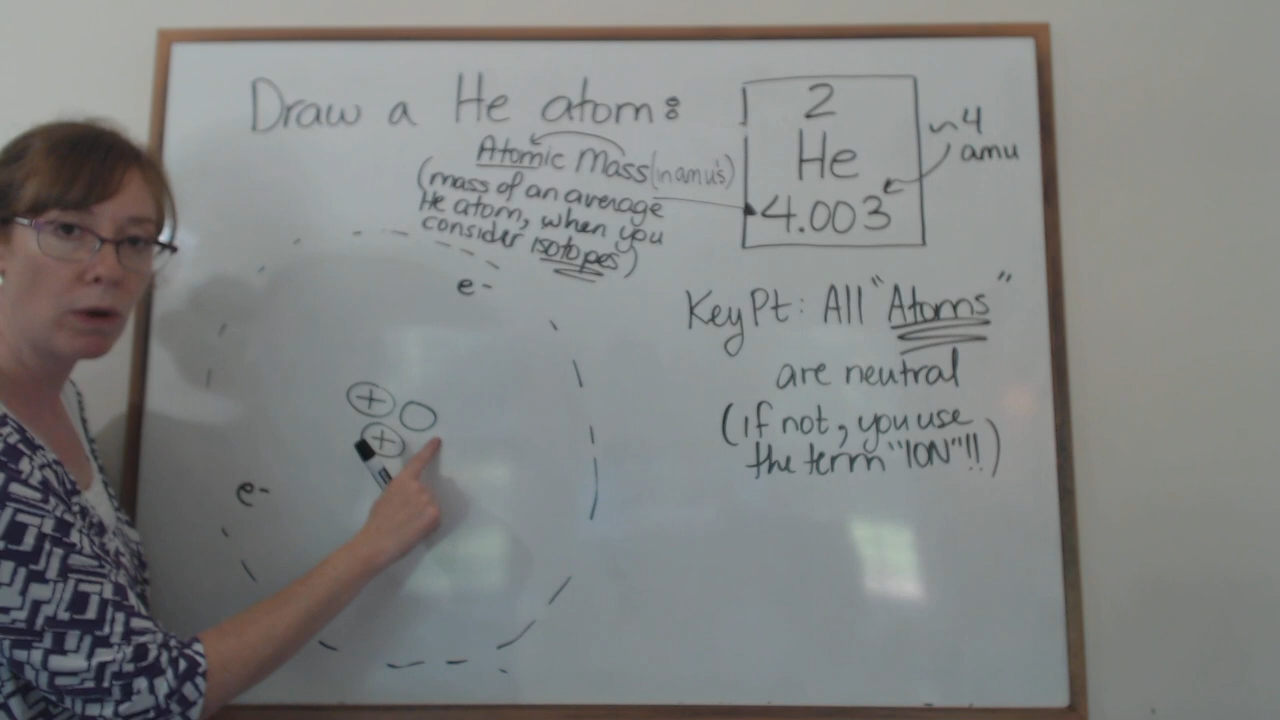 Draw a He atom:
Atomic Mass (in amu's)
(mass of an average
He atom, when you
consider isotopes)
2
He
4.003
~4
amu
Key Pt: All "Atoms"
are neutral
(if not, you use
the term "ION"!!)
e-
+
+
e-